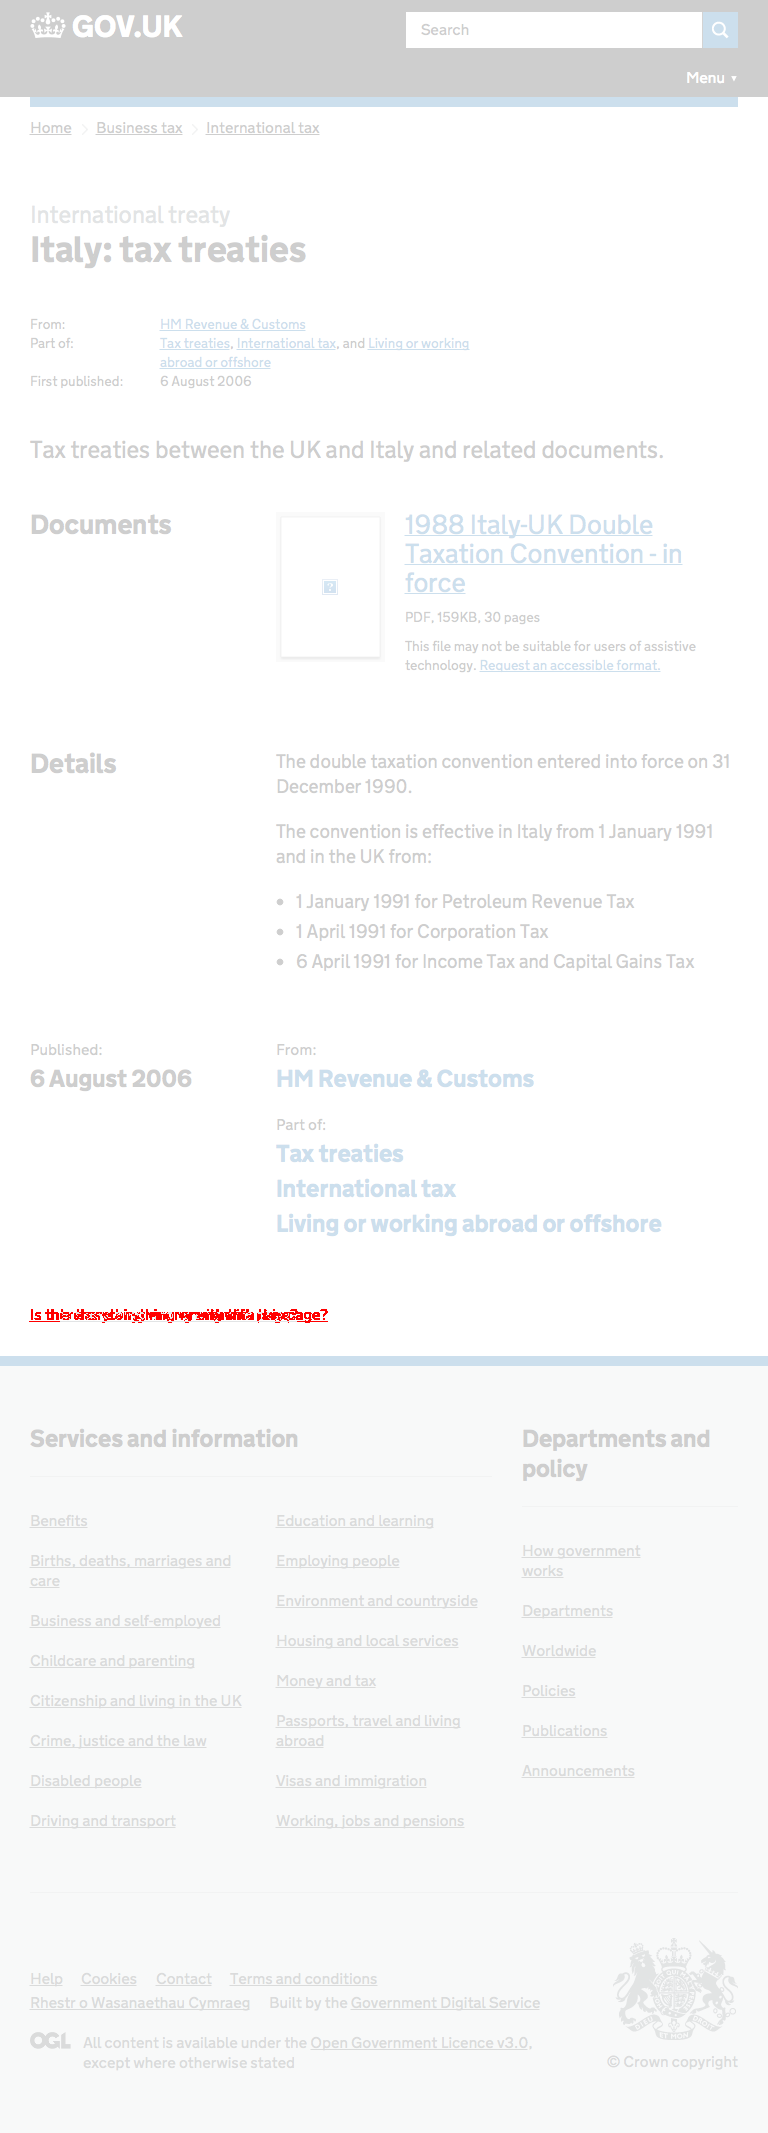 GOV.UK
Search
Menu ▼
Home Business tax International tax
International treaty
Italy: tax treaties
From: HM Revenue & Customs
Part of: Tax treaties, International tax, and Living or working
abroad or offshore
First published: 6 August 2006
Tax treaties between the UK and Italy and related documents.
Documents
1988 Italy-UK Double
Taxation Convention - in
force
PDF, 159KB, 30 pages
This file may not be suitable for users of assistive
technology. Request an accessible format.
Details
The double taxation convention entered into force on 31
December 1990.
The convention is effective in Italy from 1 January 1991
and in the UK from:
• 1 January 1991 for Petroleum Revenue Tax
• 1 April 1991 for Corporation Tax
• 6 April 1991 for Income Tax and Capital Gains Tax
Published:
6 August 2006
From:
HM Revenue & Customs
Part of:
Tax treaties
International tax
Living or working abroad or offshore
Is
Services and information
Benefits
Births, deaths, marriages and
care
Business and self-employed
Childcare and parenting
Citizenship and living in the UK
Crime, justice and the law
Disabled people
Driving and transport
Education and learning
Employing people
Environment and countryside
Housing and local services
Money and tax
Passports, travel and living
abroad
Visas and immigration
Working, jobs and pensions
Departments and
policy
How government
works
Departments
Worldwide
Policies
Publications
Announcements
Help Cookies Contact Terms and conditions
Rhestr o Wasanaethau Cymraeg Built by the Government Digital Service
OGL All content is available under the Open Government Licence v3.0,
except where otherwise stated
© Crown copyright